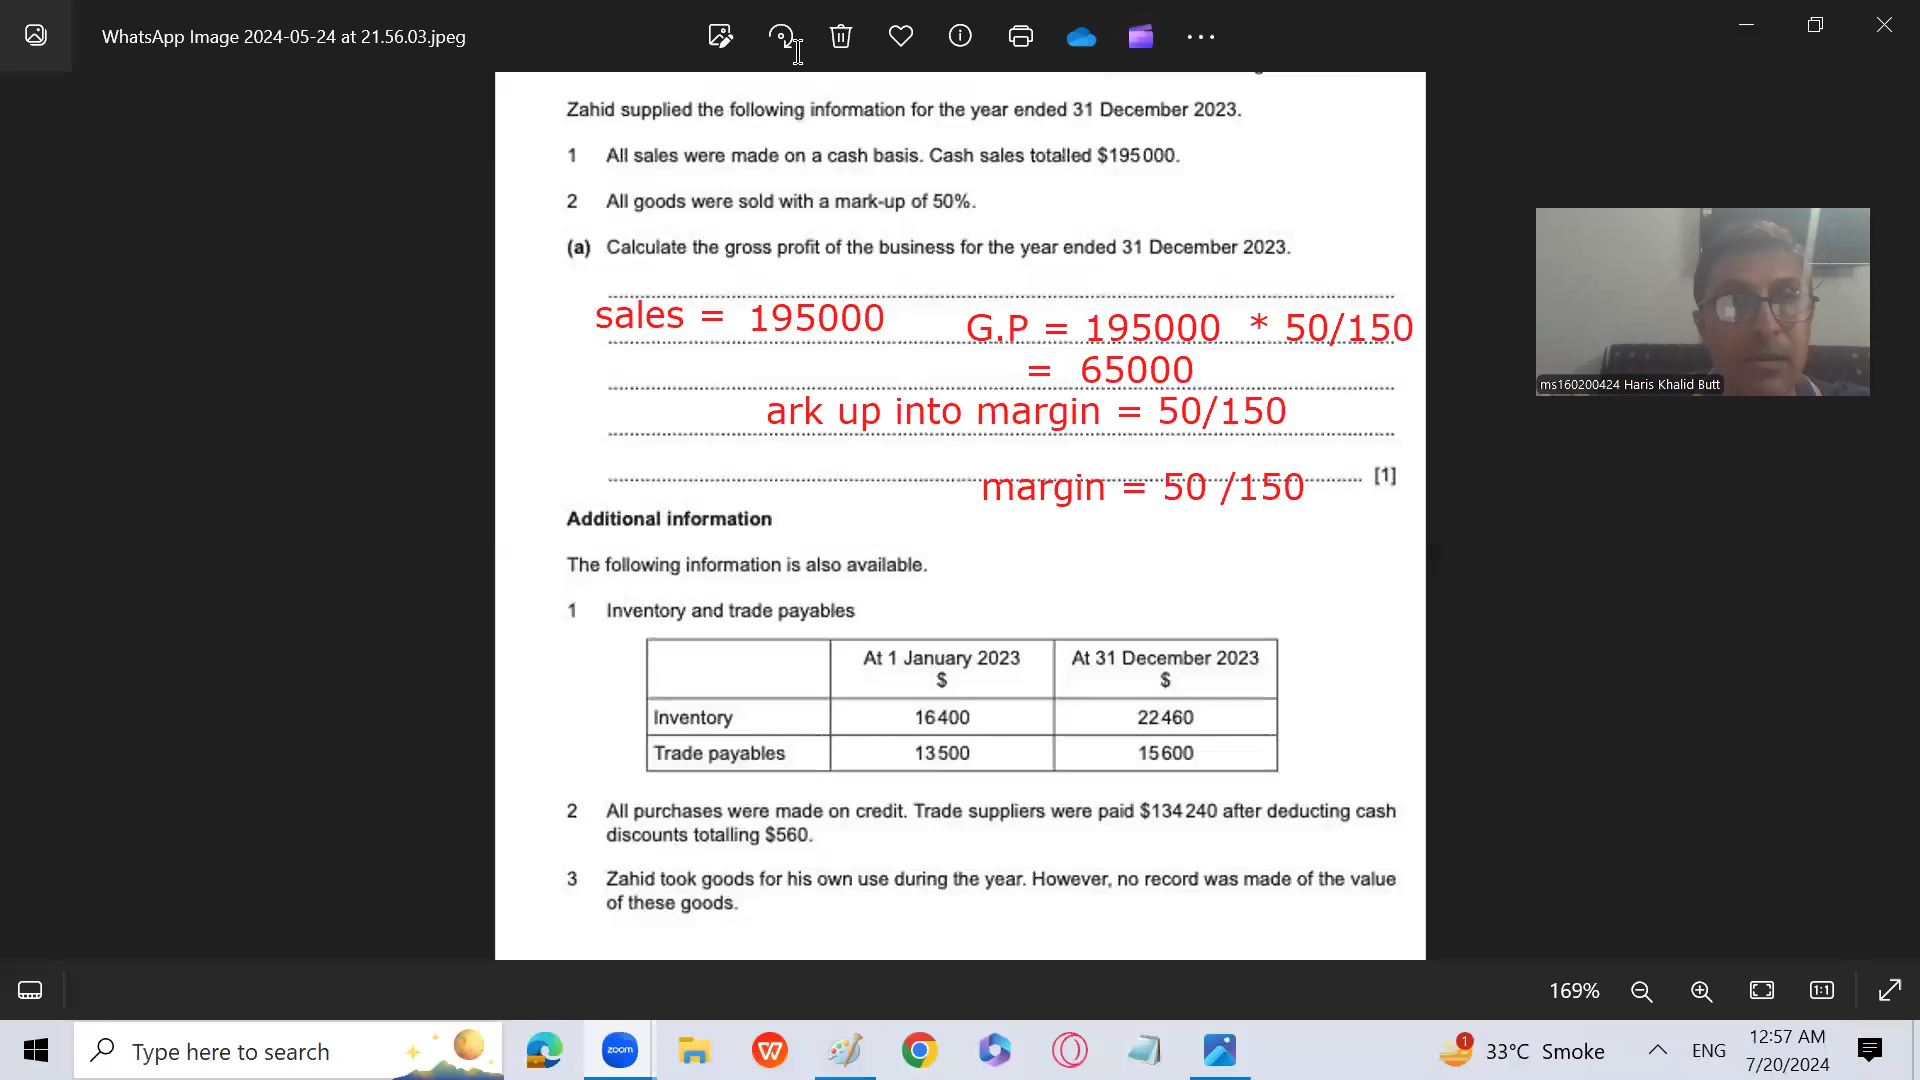 WhatsApp Image 2024-05-24 at 21.56.03.jpeg
Zahid supplied the following information for the year ended 31 December 2023.
1 All sales were made on a cash basis. Cash sales totalled $195000.
2 All goods were sold with a mark-up of 50%.
(a) Calculate the gross profit of the business for the year ended 31 December 2023.
sales = 195000 G.P = 195000 * 50/150
= 65000
ark up into margin = 50/150
[1]
margin = 50 /150
Additional information
The following information is also available.
1 Inventory and trade payables
At 1 January 2023 At 31 December 2023
$ $
Inventory 16400 22460
Trade payables 13500 15600
2 All purchases were made on credit. Trade suppliers were paid $134240 after deducting cash
discounts totalling $560.
3 Zahid took goods for his own use during the year. However, no record was made of the value
of these goods.
ms160200424 Haris Khalid Butt
169% 1:1
Type here to search
zoom
1 33°C Smoke
ENG
12:57 AM
7/20/2024